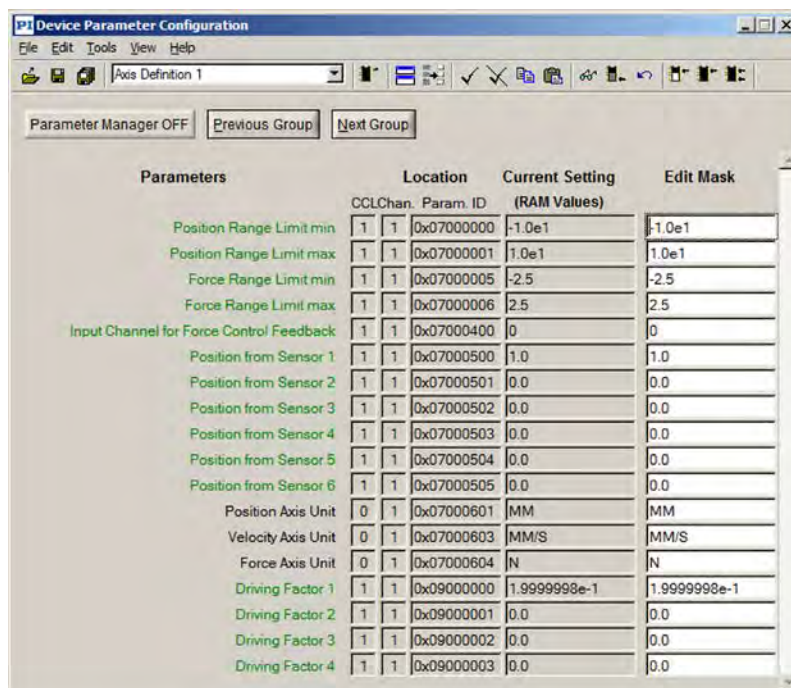 PI Device Parameter Configuration
File Edit Tools View Help
Axis Definition 1
Parameter Manager OFF Previous Group Next Group
Parameters Location Current Setting Edit Mask
CCL Chan. Param. ID (RAM Values)
Position Range Limit min 1 1 0x07000000 -1.0e1 -1.0e1
Position Range Limit max 1 1 0x07000001 1.0e1 1.0e1
Force Range Limit min 1 1 0x07000005 -2.5 -2.5
Force Range Limit max 1 1 0x07000006 2.5 2.5
Input Channel for Force Control Feedback 1 1 0x07000400 0 0
Position from Sensor 1 1 1 0x07000500 1.0 1.0
Position from Sensor 2 1 1 0x07000501 0.0 0.0
Position from Sensor 3 1 1 0x07000502 0.0 0.0
Position from Sensor 4 1 1 0x07000503 0.0 0.0
Position from Sensor 5 1 1 0x07000504 0.0 0.0
Position from Sensor 6 1 1 0x07000505 0.0 0.0
Position Axis Unit 0 1 0x07000601 MM MM
Velocity Axis Unit 0 1 0x07000603 MM/S MM/S
Force Axis Unit 0 1 0x07000604 N N
Driving Factor 1 1 1 0x09000000 1.9999998e-1 1.9999998e-1
Driving Factor 2 1 1 0x09000001 0.0 0.0
Driving Factor 3 1 1 0x09000002 0.0 0.0
Driving Factor 4 1 1 0x09000003 0.0 0.0